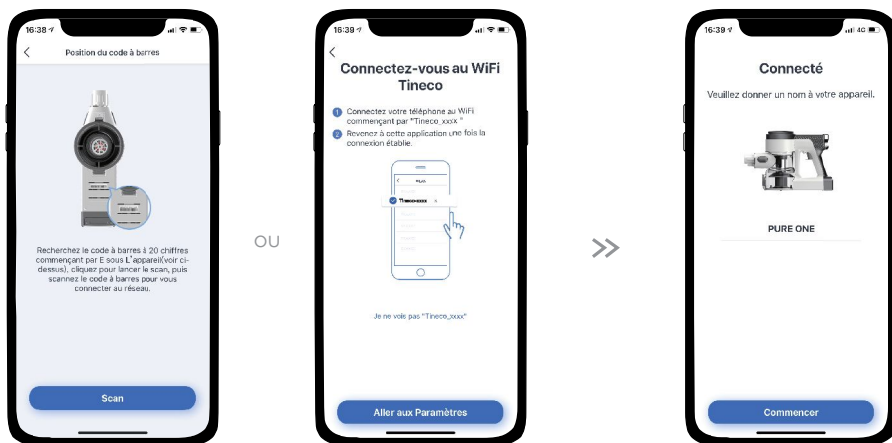 16:38
Position du code à barres
Recherchez le code à barres à 20 chiffres
commençant par E sous L'appareil(voir ci-
dessus), cliquez pour lancer le scan, puis
scannez le code à barres pour vous
connecter au réseau.
Scan
OU
16:39
Connectez-vous au WiFi
Tineco
1 Connectez votre téléphone au WiFi
commençant par "Tineco_xxxx "
2 Revenez à cette application une fois la
connexion établie.
Je ne vois pas "Tineco_xxxx"
Aller aux Paramètres
>>
16:39
4G
Connecté
Veuillez donner un nom à votre appareil.
PURE ONE
Commencer